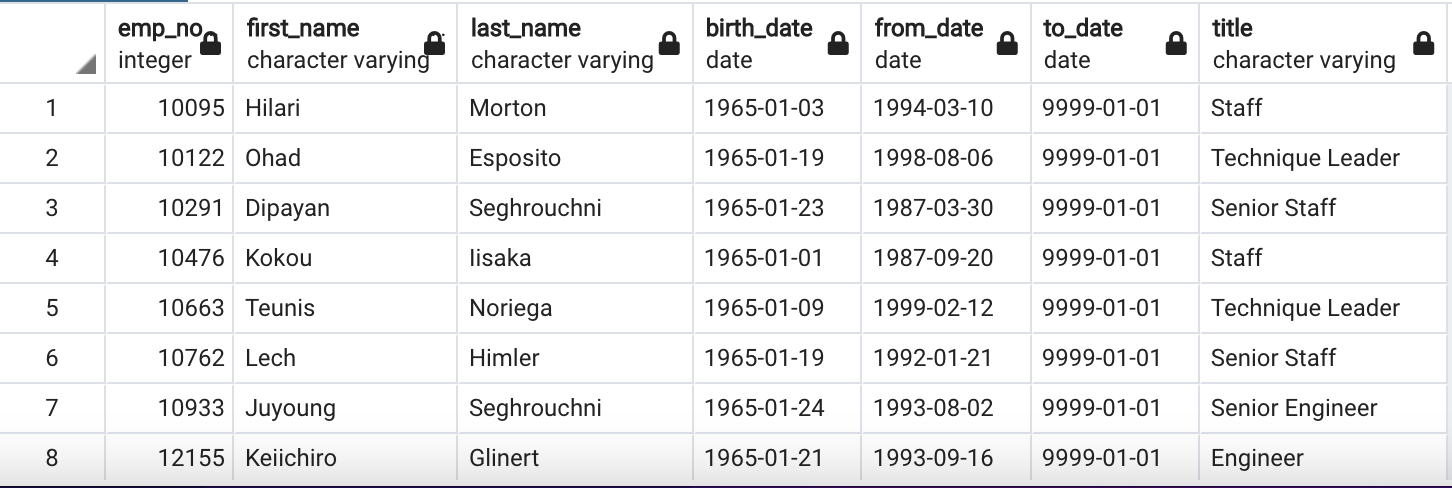 emp_no first_name last_name birth_date from_date to_date title
integer character varying character varying date date date character varying
1 10095 Hilari Morton 1965-01-03 1994-03-10 9999-01-01 Staff
2 10122 Ohad Esposito 1965-01-19 1998-08-06 9999-01-01 Technique Leader
3 10291 Dipayan Seghrouchni 1965-01-23 1987-03-30 9999-01-01 Senior Staff
4 10476 Kokou Iisaka 1965-01-01 1987-09-20 9999-01-01 Staff
5 10663 Teunis Noriega 1965-01-09 1999-02-12 9999-01-01 Technique Leader
6 10762 Lech Himler 1965-01-19 1992-01-21 9999-01-01 Senior Staff
7 10933 Juyoung Seghrouchni 1965-01-24 1993-08-02 9999-01-01 Senior Engineer
8 12155 Keiichiro Glinert 1965-01-21 1993-09-16 9999-01-01 Engineer